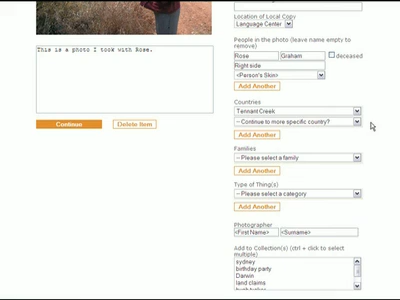 This is a photo I took with Rose.
Continue
Delete Item
Location of Local Copy
Language Center
People in the photo (leave name empty to
remove)
Rose Graham deceased
Right side
<Person's Skin>
Add Another
Countries
Tennant Creek
-- Continue to more specific country?
Add Another
Families
-- Please select a family
Add Another
Type of Thing(s)
-- Please select a category
Add Another
Photographer
<First Name> <Surname>
Add to Collection(s) (ctrl + click to select
multiple)
sydney
birthday party
Darwin
land claims